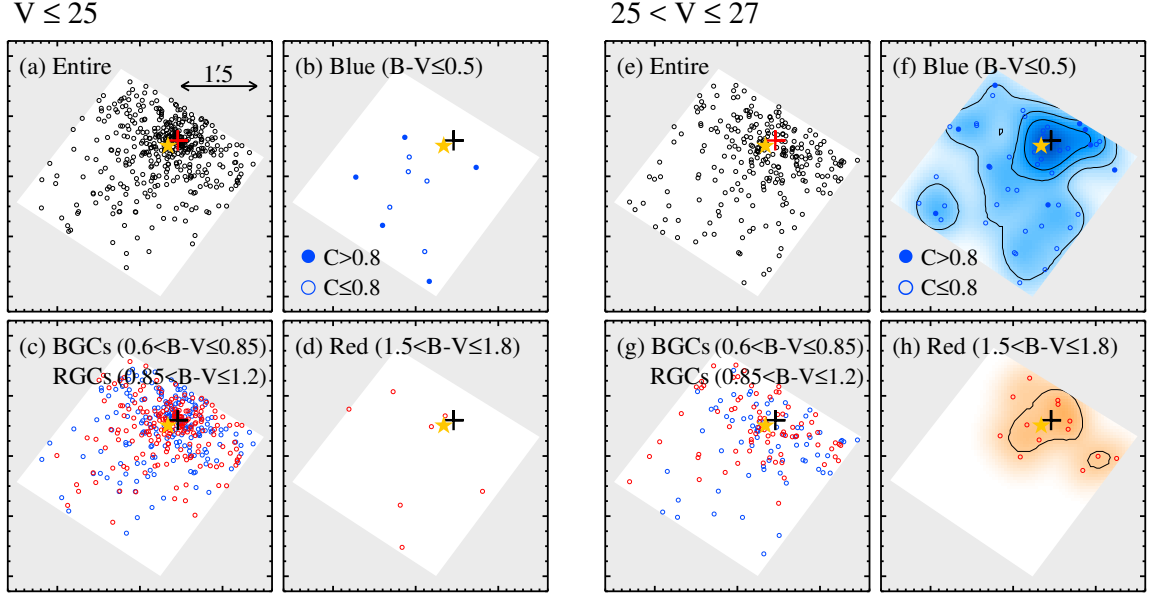 V ≤ 25
25 < V ≤ 27
(a) Entire
1.′5
(b) Blue (B-V≤0.5)
C>0.8
C≤0.8
(c) BGCs (0.6<B-V≤0.85)
RGCs (0.85<B-V≤1.2)
(d) Red (1.5<B-V≤1.8)
(e) Entire
(f) Blue (B-V≤0.5)
C>0.8
C≤0.8
(g) BGCs (0.6<B-V≤0.85)
RGCs (0.85<B-V≤1.2)
(h) Red (1.5<B-V≤1.8)